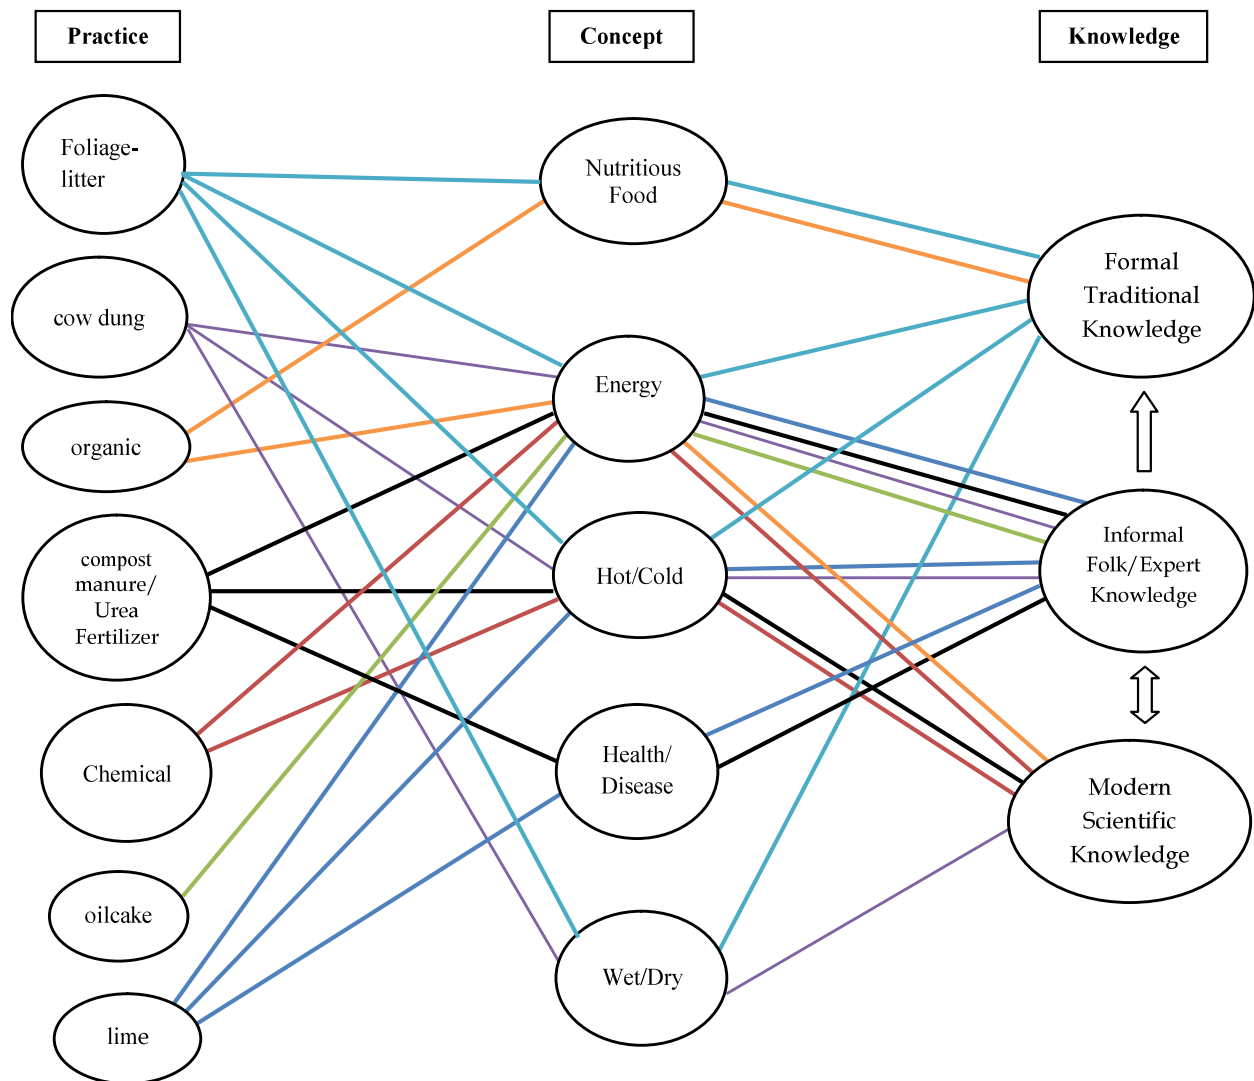 Practice
Concept
Knowledge
Foliage-
litter
cow dung
organic
compost
manure/
Urea
Fertilizer
Chemical
oilcake
lime
Nutritious
Food
Energy
Hot/Cold
Health/
Disease
Wet/Dry
Formal
Traditional
Knowledge
Informal
Folk/Expert
Knowledge
Modern
Scientific
Knowledge